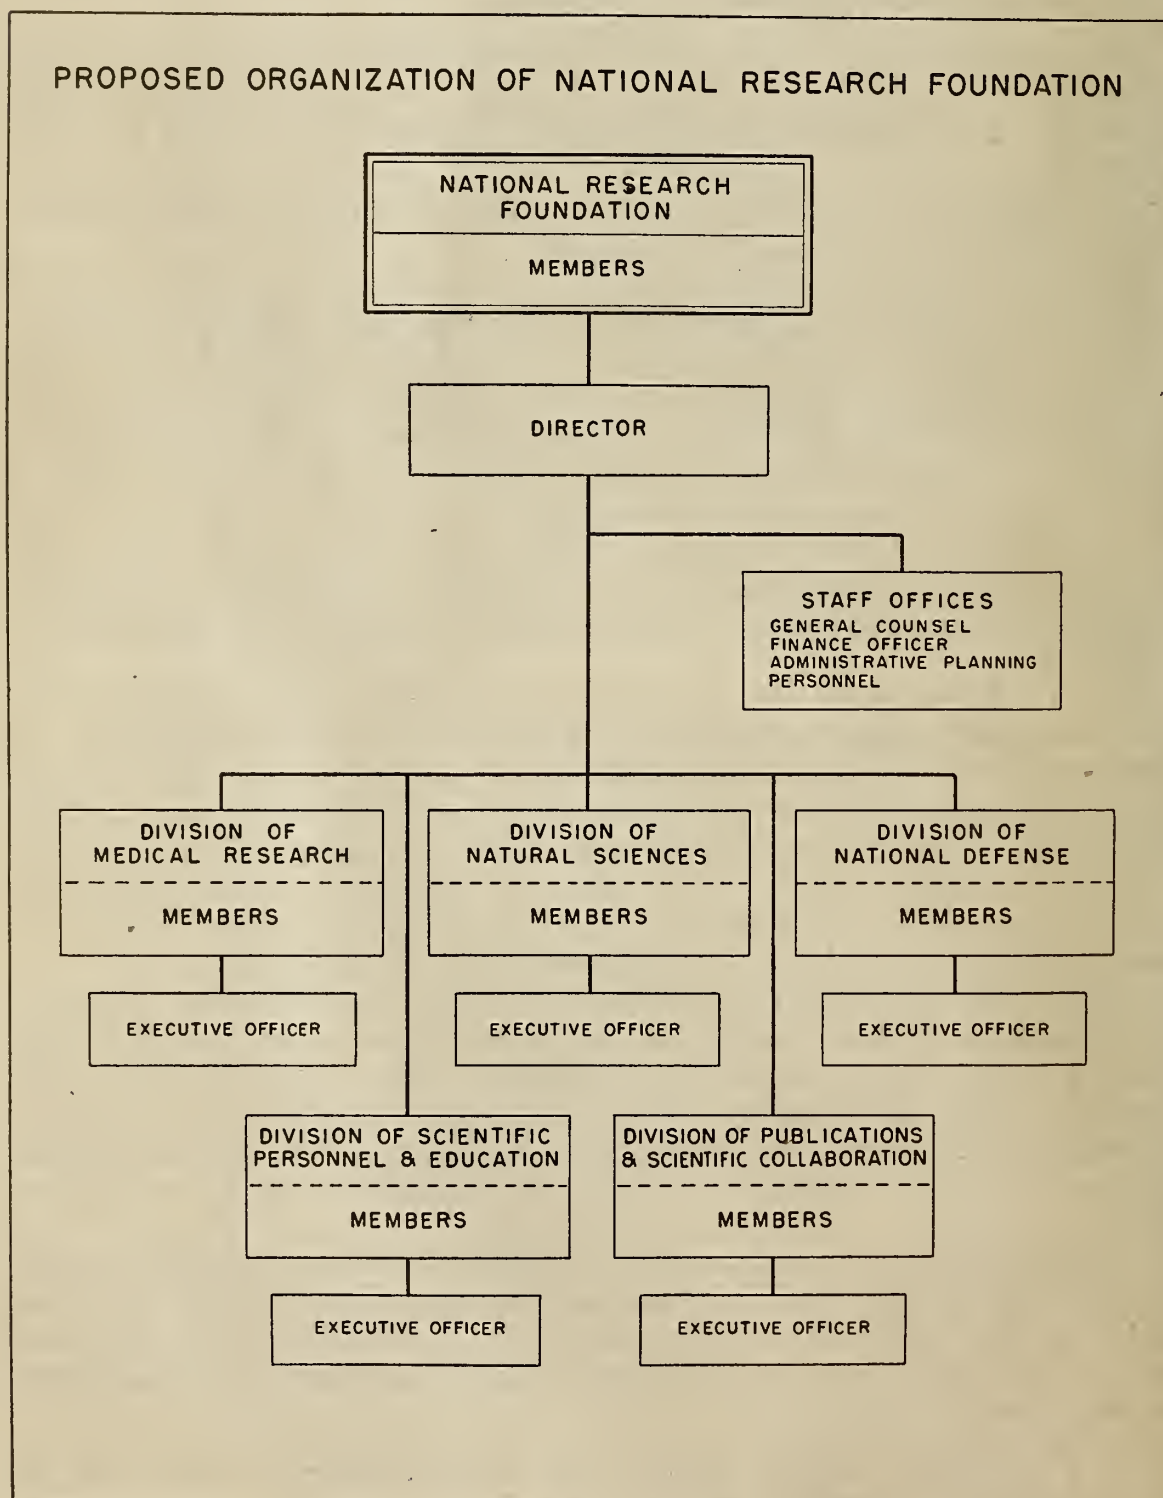 PROPOSED ORGANIZATION OF NATIONAL RESEARCH FOUNDATION
NATIONAL RESEARCH
FOUNDATION
MEMBERS
DIRECTOR
STAFF OFFICES
GENERAL COUNSEL
FINANCE OFFICER
ADMINISTRATIVE PLANNING
PERSONNEL
DIVISION OF
MEDICAL RESEARCH
MEMBERS
EXECUTIVE OFFICER
DIVISION OF
NATURAL SCIENCES
MEMBERS
EXECUTIVE OFFICER
DIVISION OF
NATIONAL DEFENSE
MEMBERS
EXECUTIVE OFFICER
DIVISION OF SCIENTIFIC
PERSONNEL & EDUCATION
MEMBERS
EXECUTIVE OFFICER
DIVISION OF PUBLICATIONS
& SCIENTIFIC COLLABORATION
MEMBERS
EXECUTIVE OFFICER